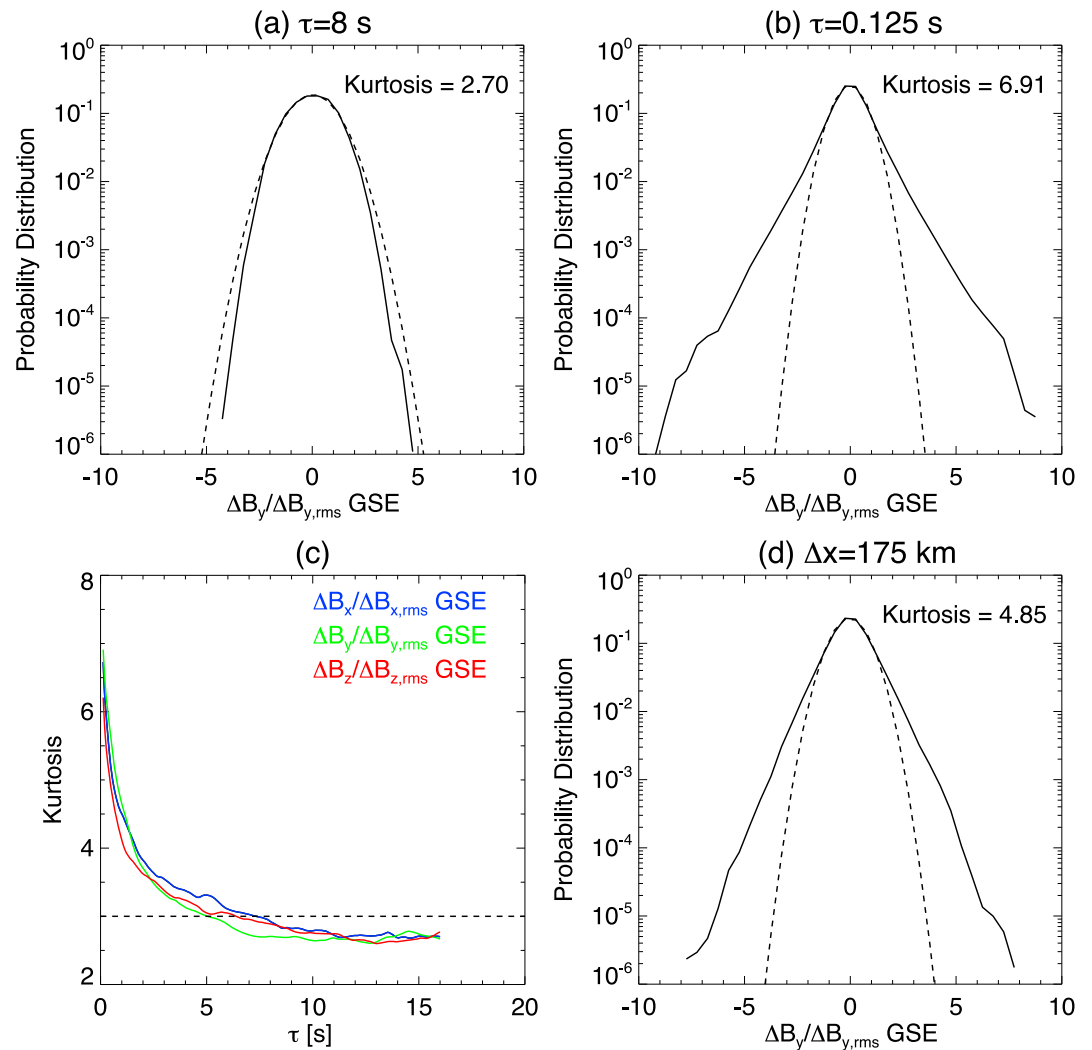 (a) τ=8 s
10^0
10^-1
10^-2
10^-3
10^-4
10^-5
10^-6
Probability Distribution
Kurtosis = 2.70
-10 -5 0 5 10
ΔB_y/ΔB_y,rms GSE
(b) τ=0.125 s
10^0
10^-1
10^-2
10^-3
10^-4
10^-5
10^-6
Probability Distribution
Kurtosis = 6.91
-10 -5 0 5 10
ΔB_y/ΔB_y,rms GSE
(c)
8
6
4
2
Kurtosis
ΔB_x/ΔB_x,rms GSE
ΔB_y/ΔB_y,rms GSE
ΔB_z/ΔB_z,rms GSE
0 5 10 15 20
τ [s]
(d) Δx=175 km
10^0
10^-1
10^-2
10^-3
10^-4
10^-5
10^-6
Probability Distribution
Kurtosis = 4.85
-10 -5 0 5 10
ΔB_y/ΔB_y,rms GSE